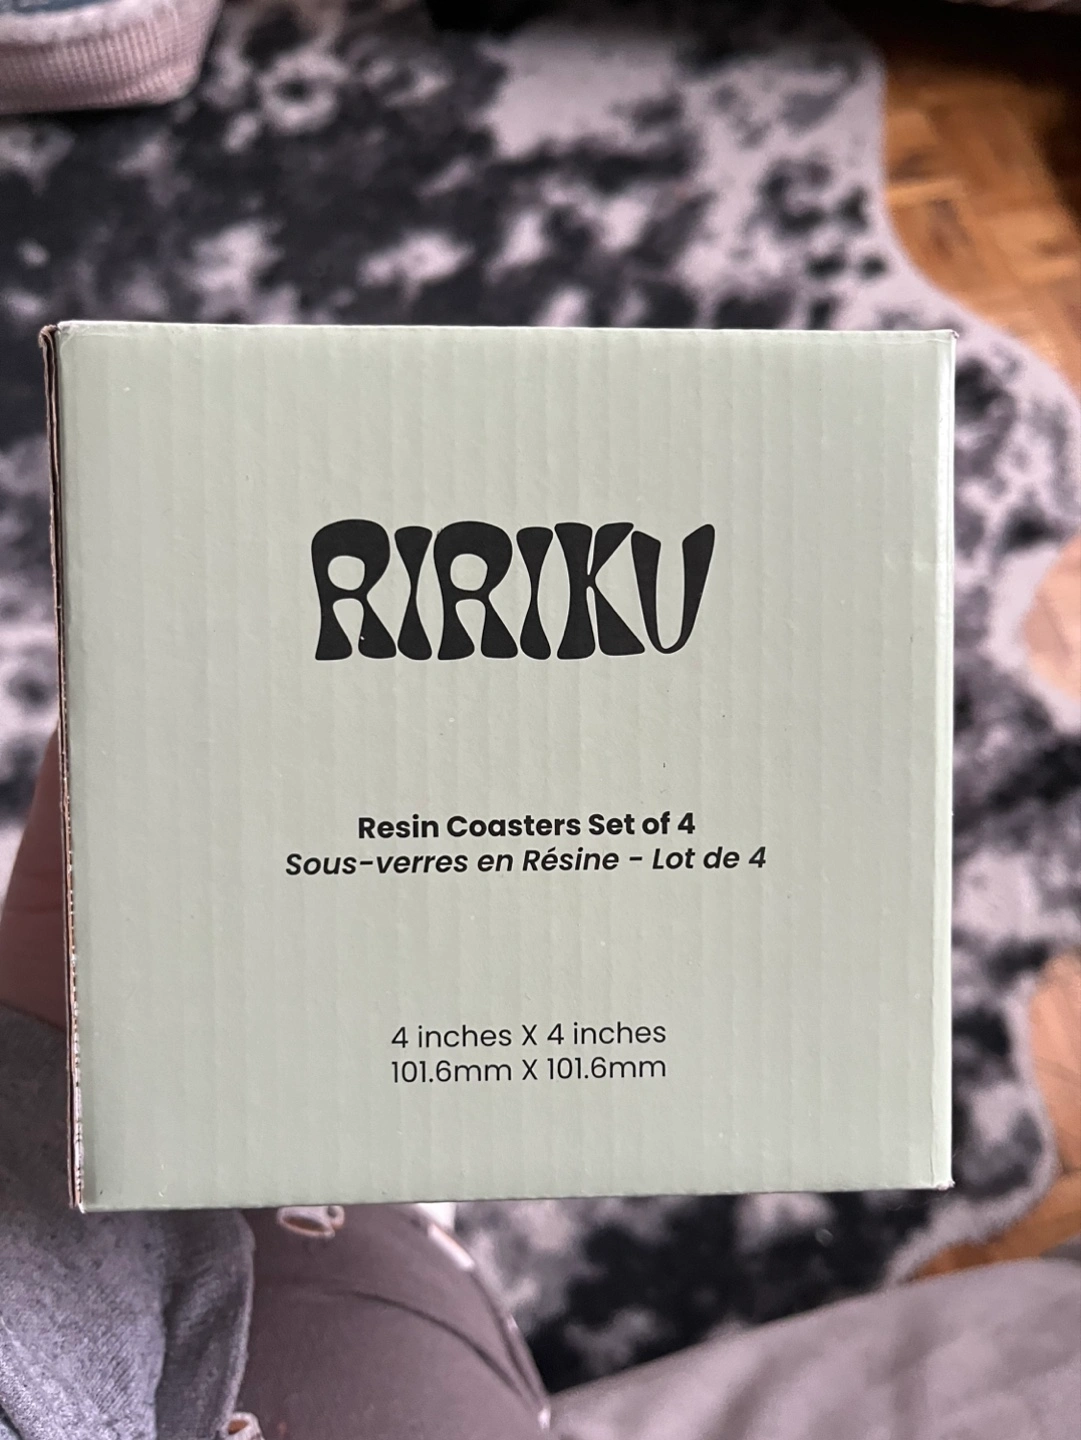 RIRIKU
Resin Coasters Set of 4
Sous-verres en Résine - Lot de 4
4 inches X 4 inches
101.6mm X 101.6mm